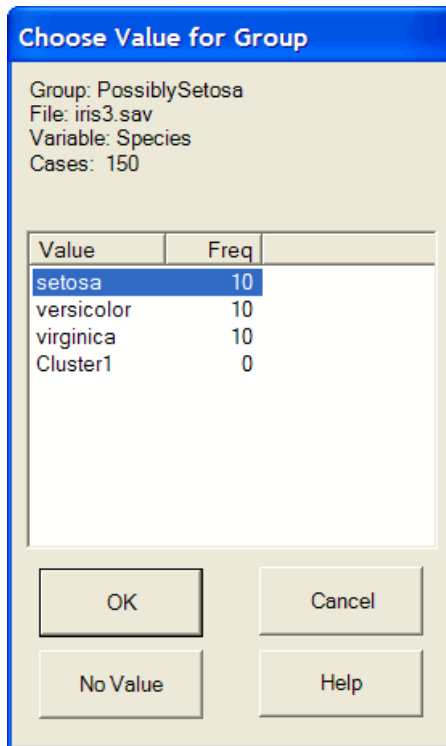 Choose Value for Group
Group: PossiblySetosa
File: iris3.sav
Variable: Species
Cases: 150
Value Freq
setosa 10
versicolor 10
virginica 10
Cluster1 0
OK Cancel
No Value Help